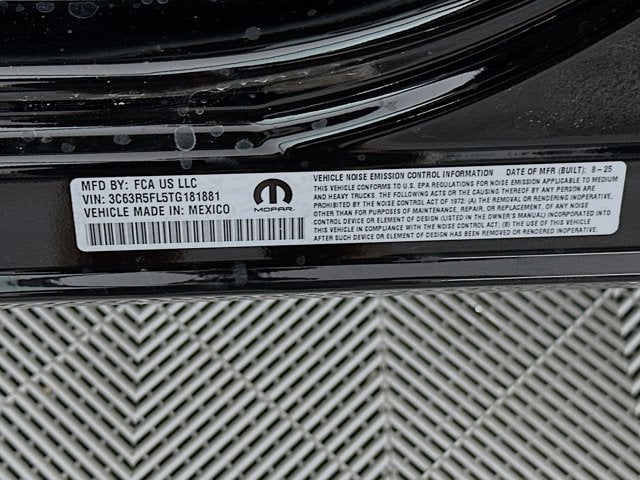 MFD BY: FCA US LLC
VIN: 3C63R5FL5TG181881
VEHICLE MADE IN: MEXICO
MOPAR
VEHICLE NOISE EMISSION CONTROL INFORMATION DATE OF MFR (BUILT): 8-25
THIS VEHICLE CONFORMS TO U.S. EPA REGULATIONS FOR NOISE EMISSION APPLICABLE TO MEDIUM
AND HEAVY TRUCKS. THE FOLLOWING ACTS OR THE CAUSING THEREOF BY ANY PERSON
ARE PROHIBITED BY THE NOISE CONTROL ACT OF 1972: (A) THE REMOVAL OR RENDERING INOPERATIVE,
OTHER THAN FOR PURPOSES OF MAINTENANCE, REPAIR, OR REPLACEMENT, OF ANY NOISE
CONTROL DEVICE OR ELEMENT OF DESIGN (LISTED IN THE OWNER'S MANUAL) INCORPORATED INTO
THIS VEHICLE IN COMPLIANCE WITH THE NOISE CONTROL ACT; (B) THE USE OF THIS VEHICLE
AFTER SUCH DEVICE OR ELEMENT OF DESIGN HAS BEEN REMOVED OR RENDERED INOPERATIVE.